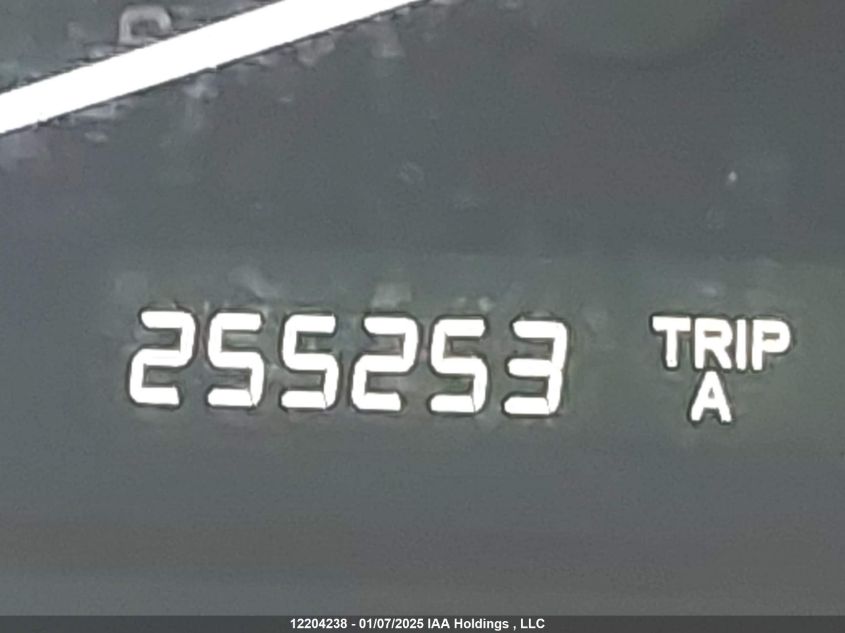 255253 TRIP
A
12204238 - 01/07/2025 IAA Holdings , LLC